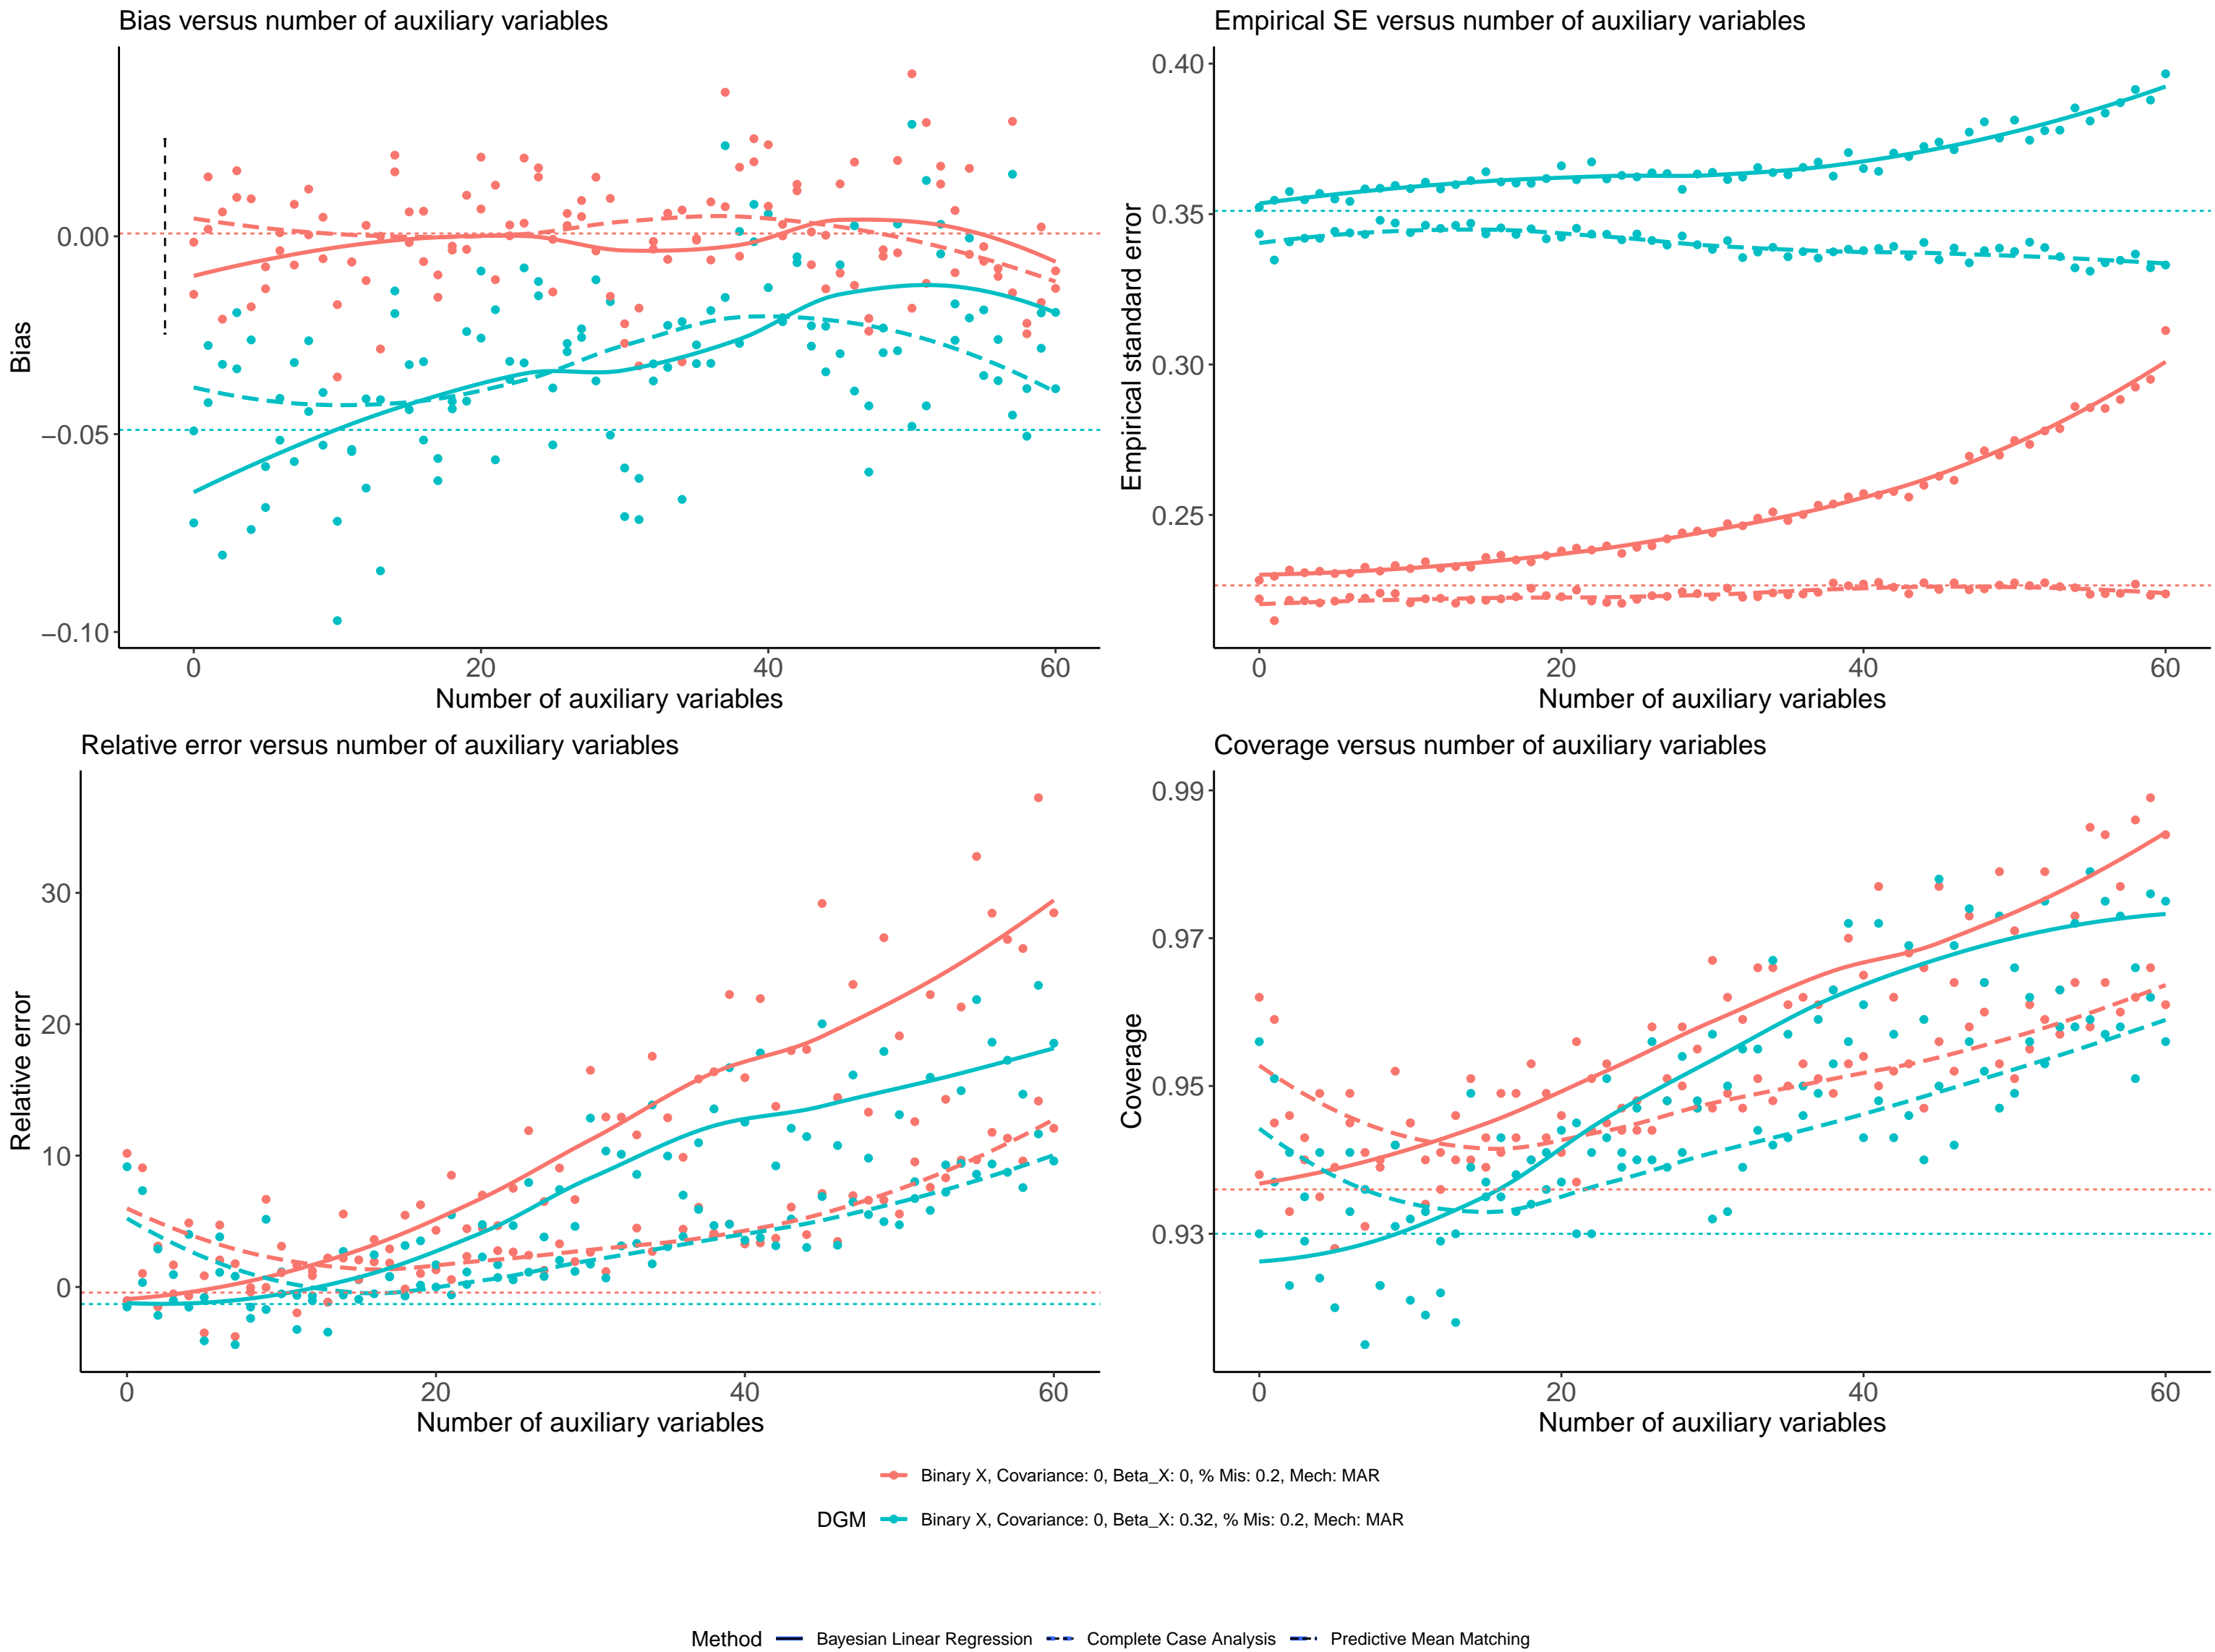 Bias versus number of auxiliary variables
0.00
−0.05
−0.10
Bias
0 20 40 60
Number of auxiliary variables
Empirical SE versus number of auxiliary variables
0.40
0.35
0.30
0.25
Empirical standard error
0 20 40 60
Number of auxiliary variables
Relative error versus number of auxiliary variables
30
20
10
0
Relative error
0 20 40 60
Number of auxiliary variables
Coverage versus number of auxiliary variables
0.99
0.97
0.95
0.93
Coverage
0 20 40 60
Number of auxiliary variables
Binary X, Covariance: 0, Beta_X: 0, % Mis: 0.2, Mech: MAR
DGM Binary X, Covariance: 0, Beta_X: 0.32, % Mis: 0.2, Mech: MAR
Method Bayesian Linear Regression Complete Case Analysis Predictive Mean Matching